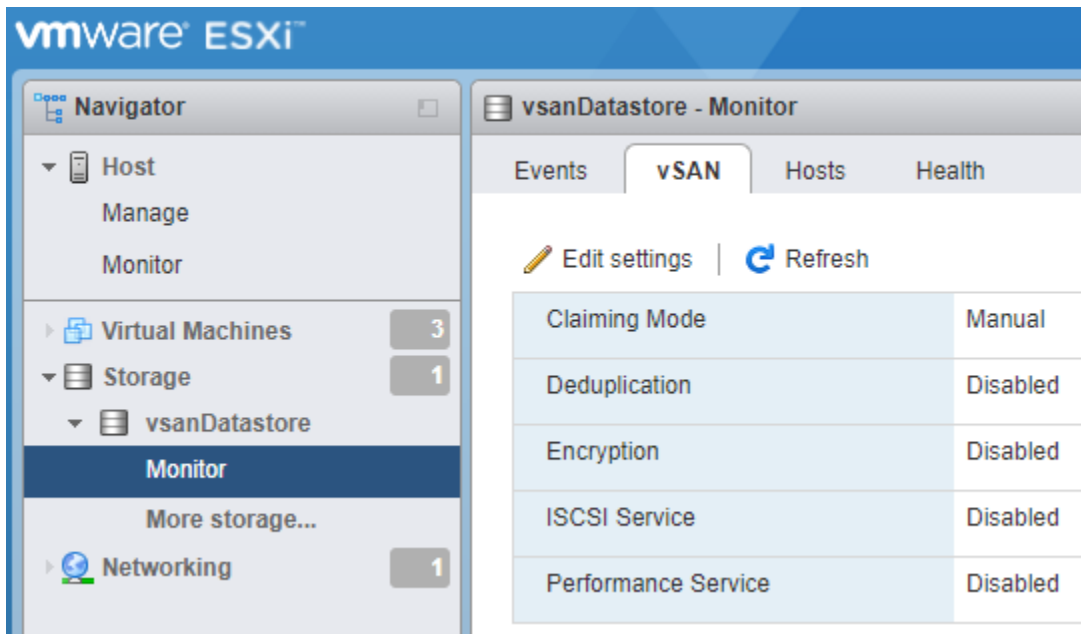 vmware® ESXi™
Navigator
Host
Manage
Monitor
Virtual Machines 3
Storage 1
vsanDatastore
Monitor
More storage...
Networking 1
vsanDatastore - Monitor
Events vSAN Hosts Health
Edit settings | Refresh
Claiming Mode Manual
Deduplication Disabled
Encryption Disabled
ISCSI Service Disabled
Performance Service Disabled